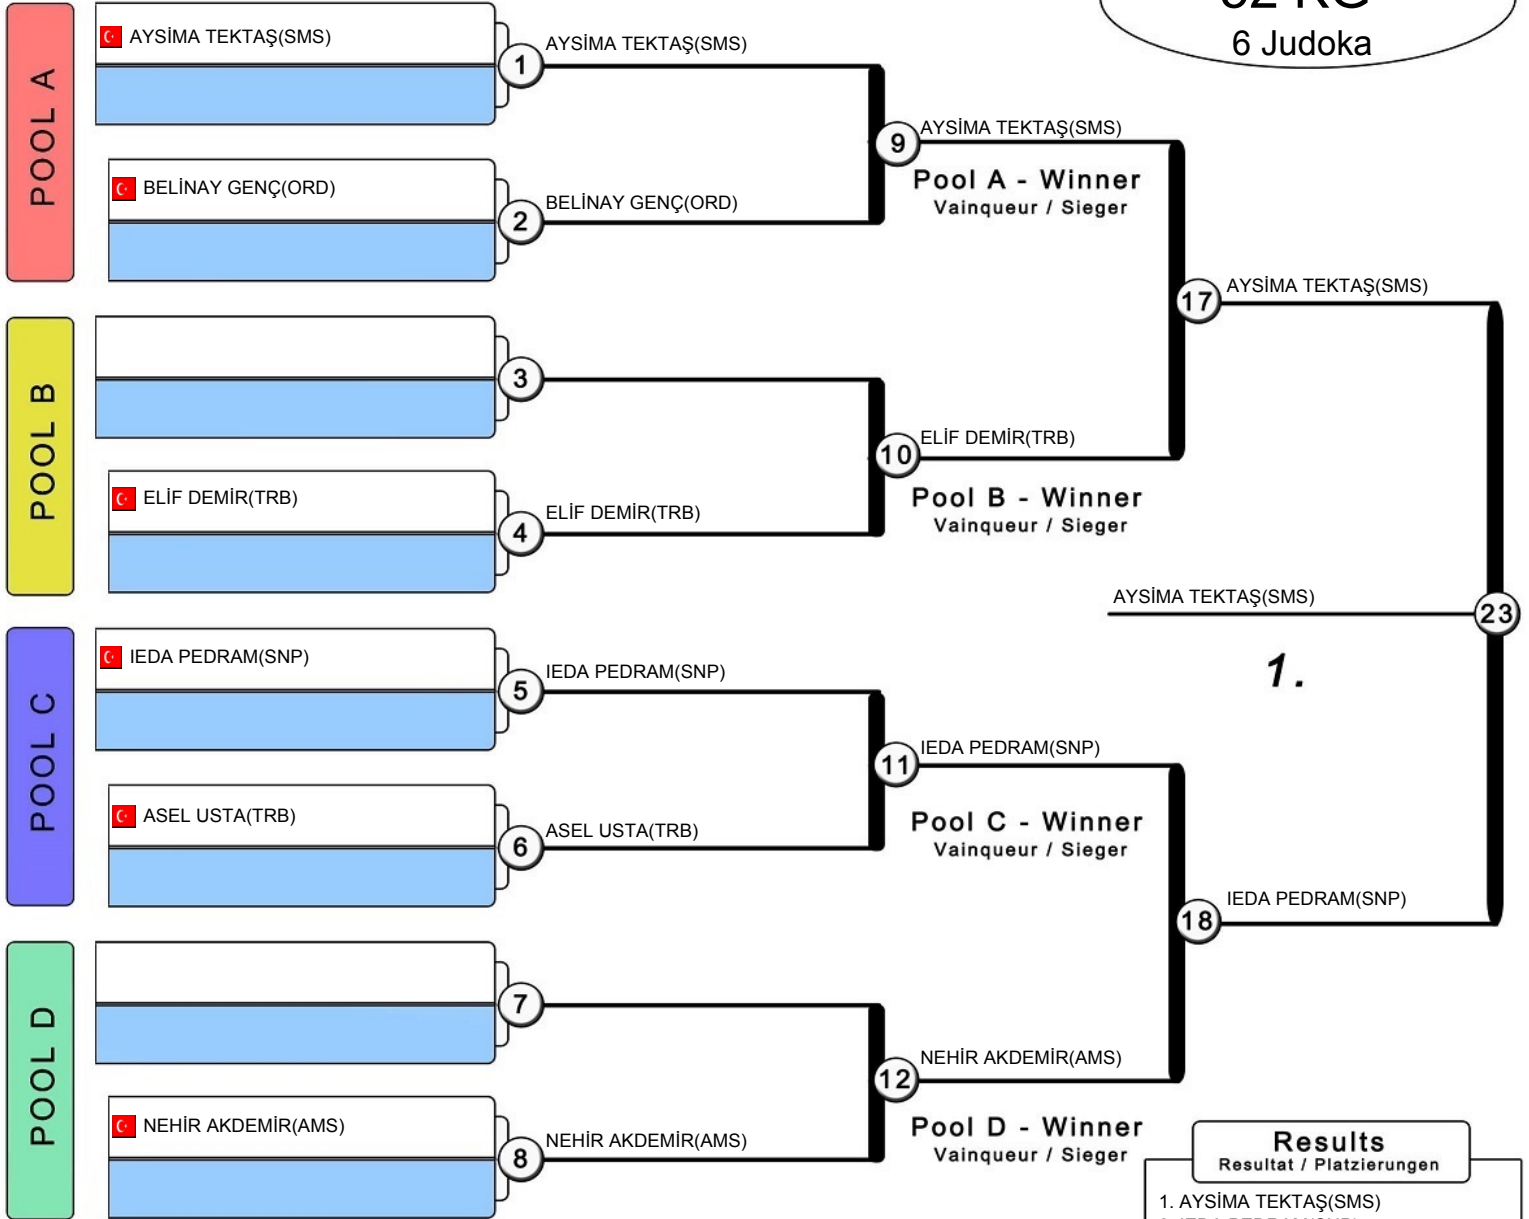 52 KG
6 Judoka
POOL A
AYSİMA TEKTAŞ(SMS)
1
AYSİMA TEKTAŞ(SMS)
BELİNAY GENÇ(ORD)
2
BELİNAY GENÇ(ORD)
9
AYSİMA TEKTAŞ(SMS)
Pool A - Winner
Vainqueur / Sieger
POOL B
3
ELİF DEMİR(TRB)
4
ELİF DEMİR(TRB)
10
ELİF DEMİR(TRB)
Pool B - Winner
Vainqueur / Sieger
17
AYSİMA TEKTAŞ(SMS)
AYSİMA TEKTAŞ(SMS)
23
1.
POOL C
IEDA PEDRAM(SNP)
5
IEDA PEDRAM(SNP)
ASEL USTA(TRB)
6
ASEL USTA(TRB)
11
IEDA PEDRAM(SNP)
Pool C - Winner
Vainqueur / Sieger
18
IEDA PEDRAM(SNP)
POOL D
7
NEHİR AKDEMİR(AMS)
8
NEHİR AKDEMİR(AMS)
12
NEHİR AKDEMİR(AMS)
Pool D - Winner
Vainqueur / Sieger
Results
Resultat / Platzierungen
1. AYSİMA TEKTAŞ(SMS)